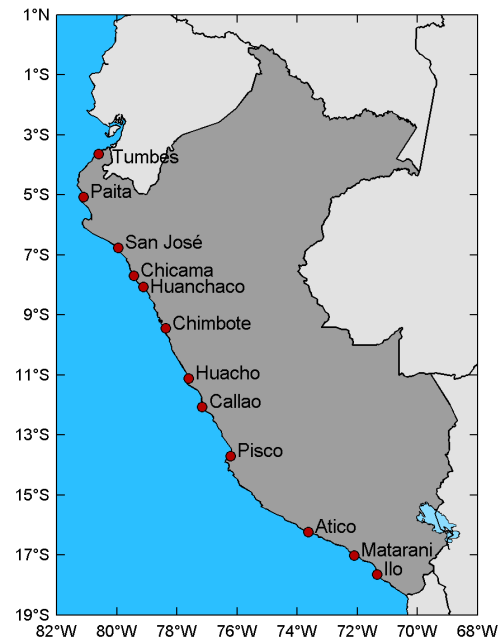 1°N
1°S
3°S
Tumbes
5°S
Paita
San José
7°S
Chicama
Huanchaco
9°S
Chimbote
11°S
Huacho
Callao
13°S
Pisco
15°S
Atico
17°S
Matarani
Ilo
19°S
82°W 80°W 78°W 76°W 74°W 72°W 70°W 68°W